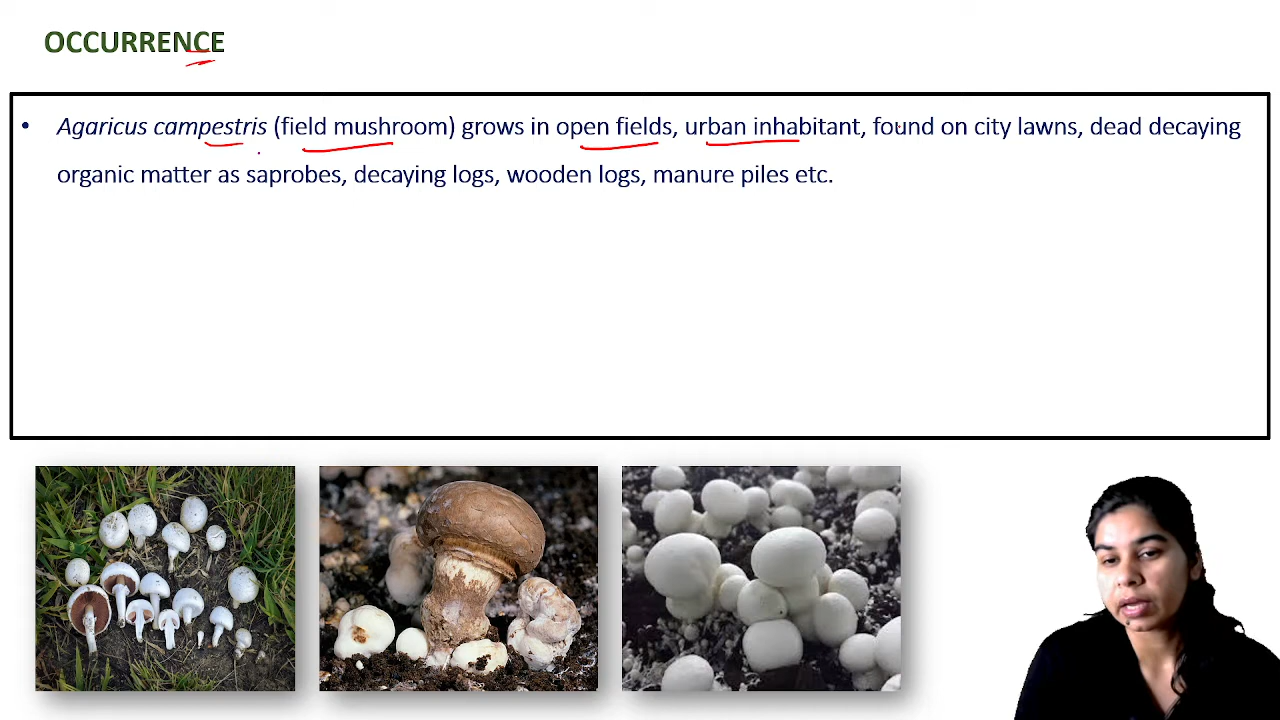 OCCURRENCE
• Agaricus campestris (field mushroom) grows in open fields, urban inhabitant, found on city lawns, dead decaying
organic matter as saprobes, decaying logs, wooden logs, manure piles etc.